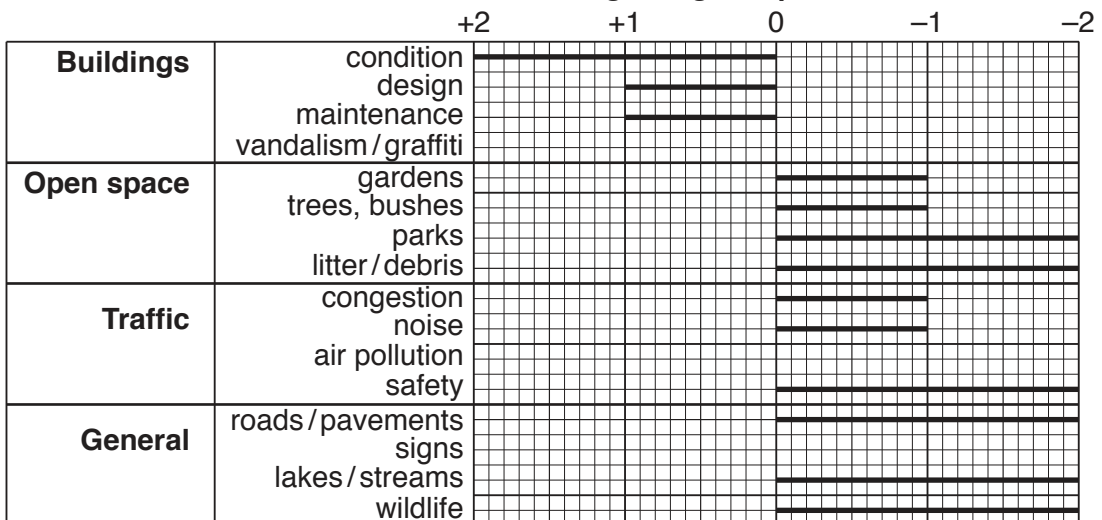 +2 +1 0 –1 –2
Buildings condition
design
maintenance
vandalism / graffiti
Open space gardens
trees, bushes
parks
litter / debris
congestion
Traffic noise
air pollution
safety
roads / pavements
General signs
lakes / streams
wildlife